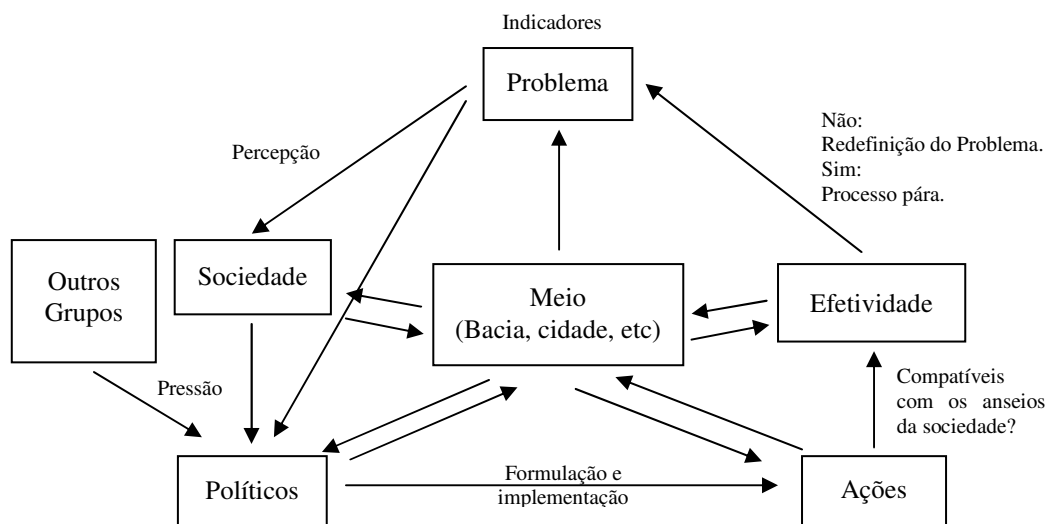 Indicadores
Problema
Não:
Redefinição do Problema.
Sim:
Processo pára.
Percepção
Outros
Grupos
Sociedade
Meio
(Bacia, cidade, etc)
Efetividade
Pressão
Compatíveis
com os anseios
da sociedade?
Políticos
Formulação e
implementação
Ações